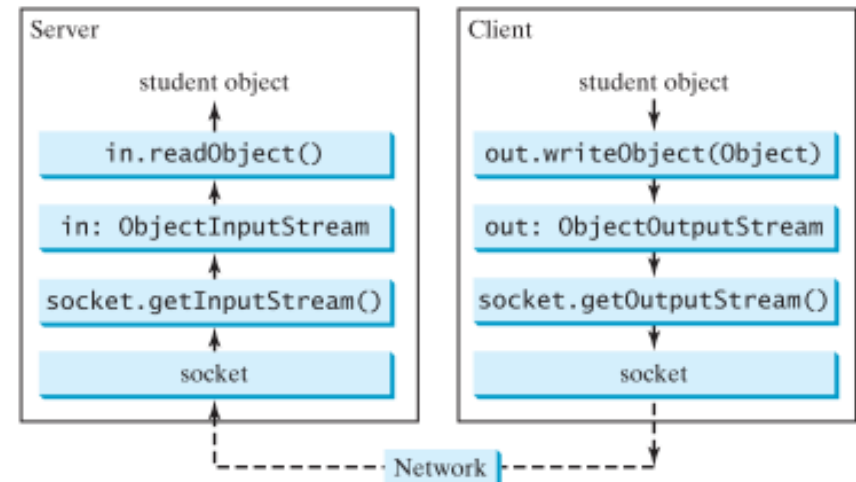 Server
student object
in.readObject()
in: ObjectInputStream
socket.getInputStream()
socket
Client
student object
out.writeObject(Object)
out: ObjectOutputStream
socket.getOutputStream()
socket
Network